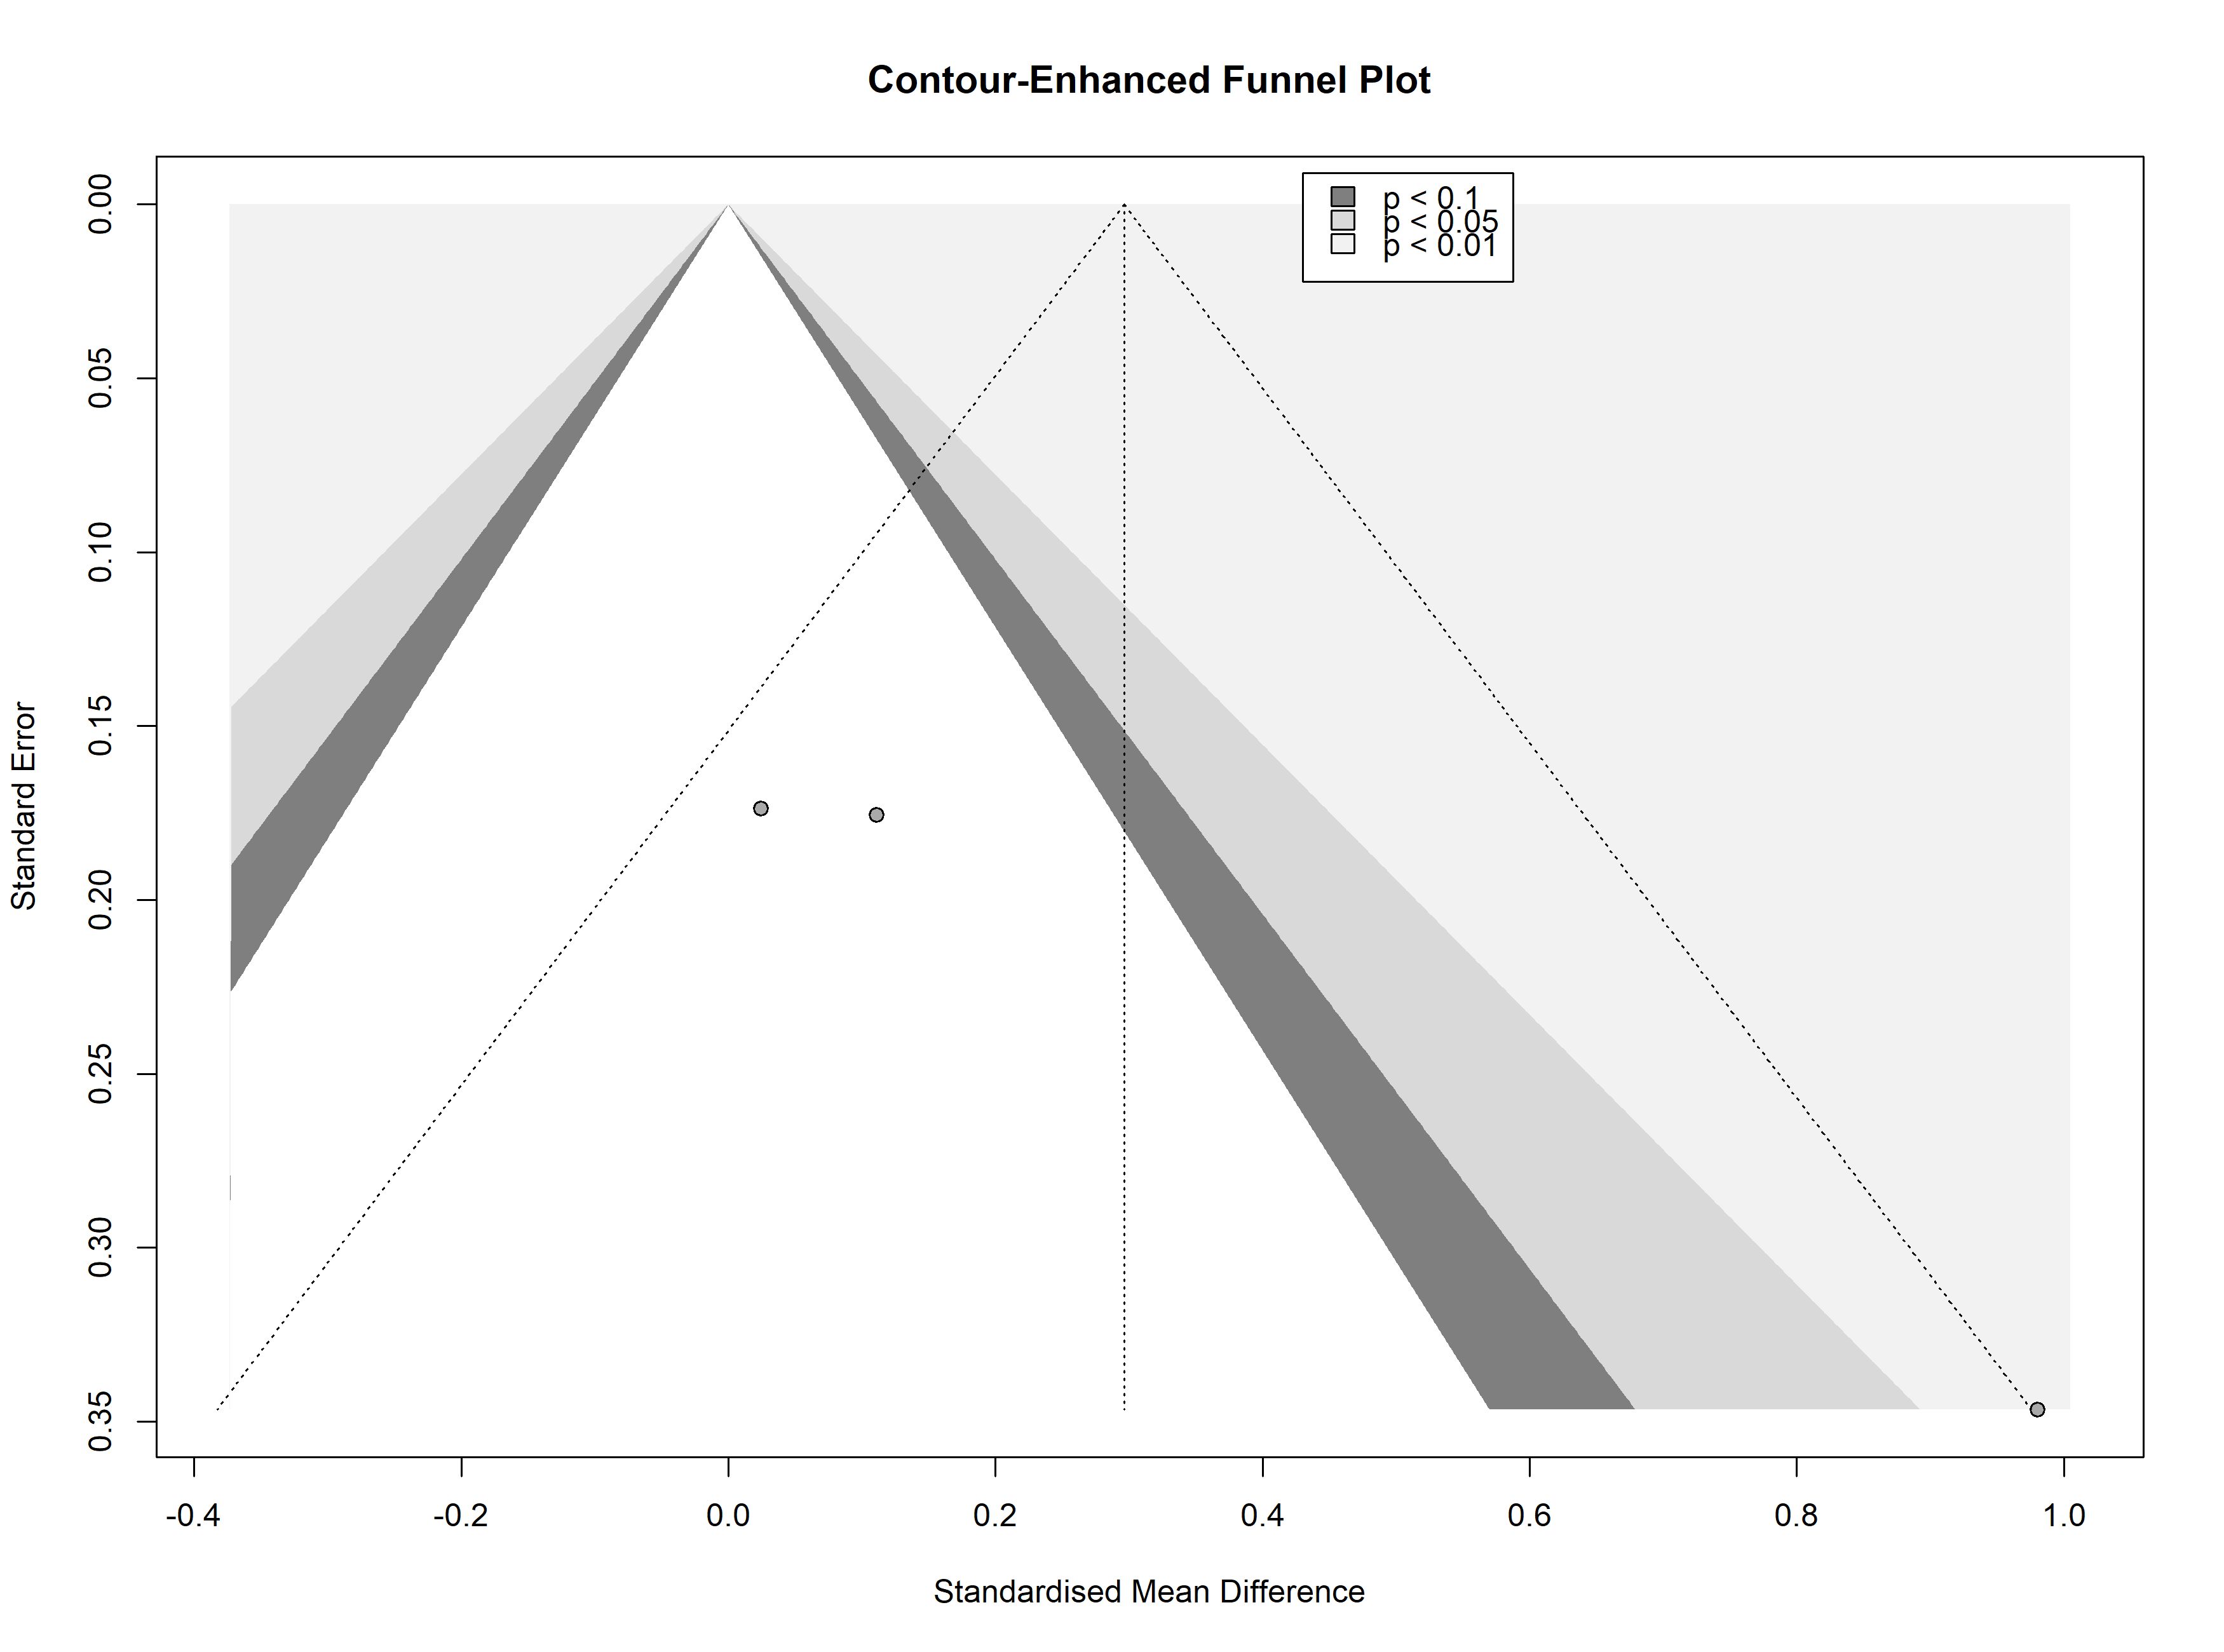 Contour-Enhanced Funnel Plot
p < 0.1
p < 0.05
p < 0.01
0.00
0.05
0.10
0.15
0.20
0.25
0.30
0.35
Standard Error
-0.4
-0.2
0.0
0.2
0.4
0.6
0.8
1.0
Standardised Mean Difference